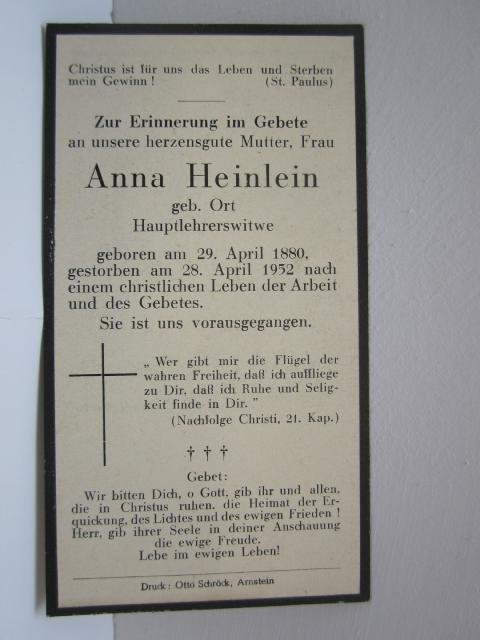 Christus ist für uns das Leben und Sterben
mein Gewinn ! (St. Paulus)
Zur Erinnerung im Gebete
an unsere herzensgute Mutter, Frau
Anna Heinlein
geb. Ort
Hauptlehrerswitwe
geboren am 29. April 1880,
gestorben am 28. April 1952 nach
einem christlichen Leben der Arbeit
und des Gebetes.
Sie ist uns vorausgegangen.
„ Wer gibt mir die Flügel der
wahren Freiheit, daß ich auffliege
zu Dir, daß ich Ruhe und Selig-
keit finde in Dir. "
(Nachfolge Christi, 21. Kap.)
† † †
Gebet:
Wir bitten Dich, o Gott, gib ihr und allen,
die in Christus ruhen, die Heimat der Er-
quickung, des Lichtes und des ewigen Frieden !
Herr, gib ihrer Seele in deiner Anschauung
die ewige Freude.
Lebe im ewigen Leben!
Druck : Otto Schröck, Arnstein